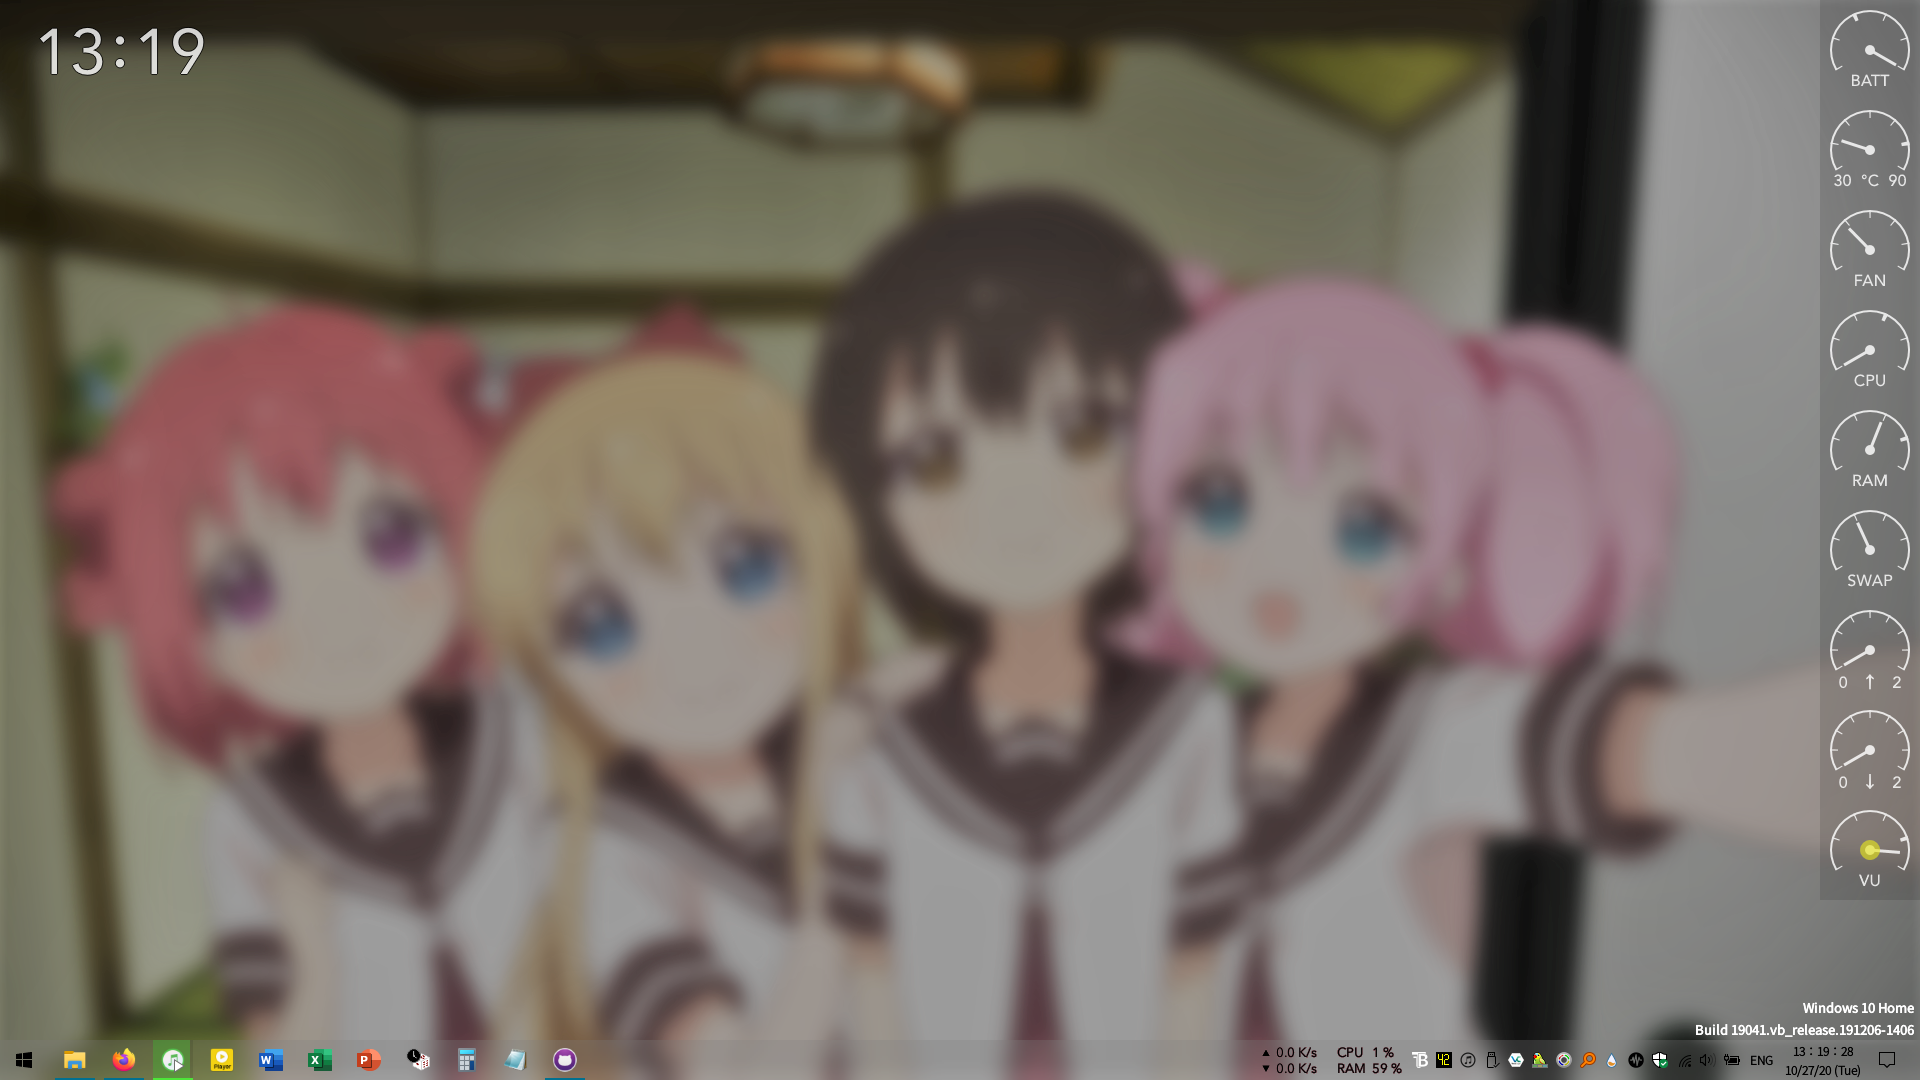 13:19
BATT
30 °C 90
FAN
CPU
RAM
SWAP
0 ↑ 2
0 ↓ 2
VU
Windows 10 Home
Build 19041.vb_release.191206-1406
Player
W
X
P
▲ 0.0 K/s CPU 1 %
▼ 0.0 K/s RAM 59 %
42
ENG
13 : 19 : 28
10/27/20 (Tue)